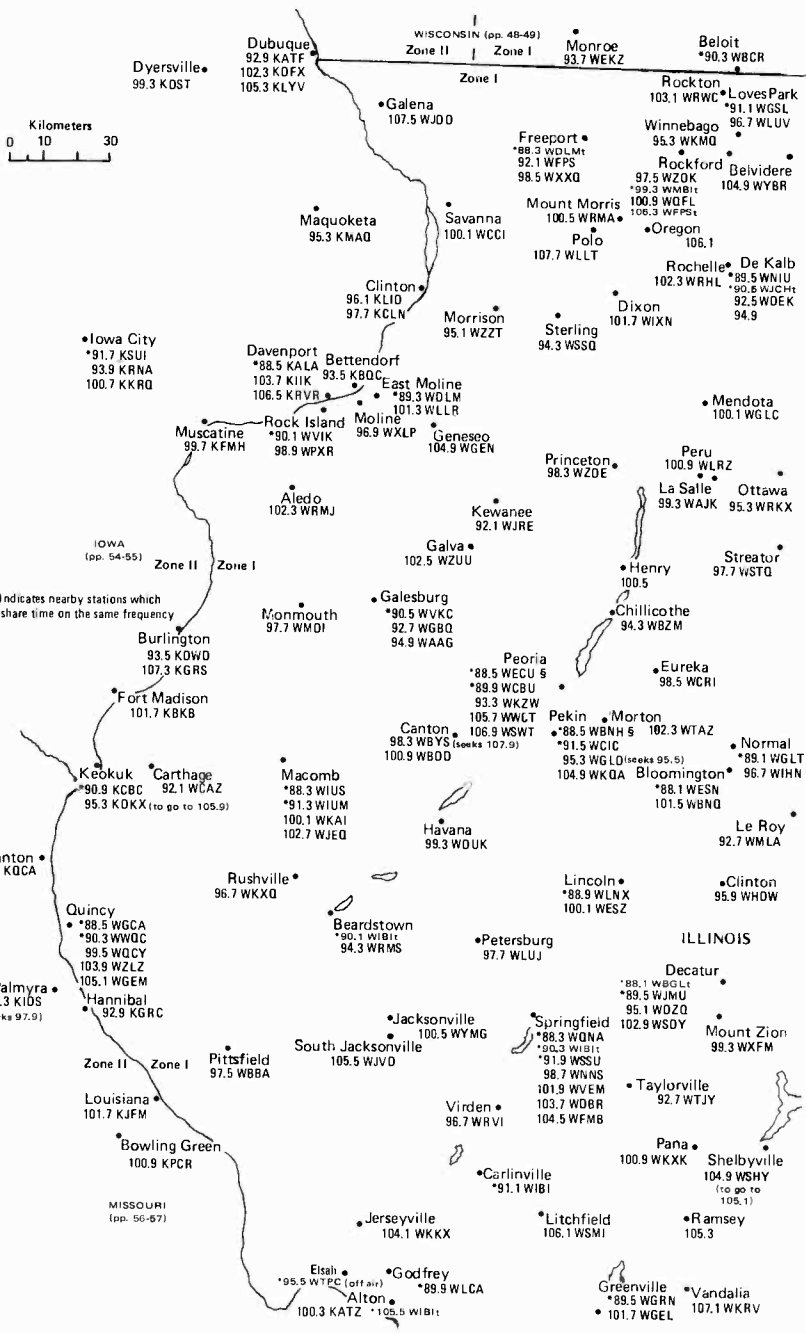 WISCONSIN (pp. 48-49)
Zone II Zone I
Zone I
Dubuque
92.9 KATF
102.3 KDFX
105.3 KLYV
Dyersville
99.3 KDST
Monroe
93.7 WEKZ
Beloit
*90.3 WBCR
Rockton
103.1 WRWC
Loves Park
*91.1 WGSL
96.7 WLUV
Galena
107.5 WJDD
Kilometers
0 10 30
Freeport
*88.3 WDLMt
92.1 WFPS
98.5 WXXQ
Winnebago
95.3 WKMQ
Rockford
97.5 WZOK
*99.3 WMBIt
100.9 WQFL
106.3 WFPSt
Belvidere
104.9 WYBR
Maquoketa
95.3 KMAQ
Savanna
100.1 WCCI
Mount Morris
100.5 WRMA
Polo
107.7 WLLT
Oregon
106.1
Rochelle
102.3 WRHL
De Kalb
*89.5 WNIU
*90.5 WJCHt
92.5 WDEK
94.9
Clinton
96.1 KLIO
97.7 KCLN
Morrison
95.1 WZZT
Sterling
94.3 WSSQ
Dixon
101.7 WIXN
Iowa City
*91.7 KSUI
93.9 KRNA
100.7 KKRQ
Davenport
*88.5 KALA
103.7 KIIK
106.5 KRVR
Bettendorf
93.5 KBQC
East Moline
*89.3 WDLM
101.3 WLLR
Mendota
100.1 WGLC
Muscatine
99.7 KFMH
Rock Island
*90.1 WVIK
98.9 WPXR
Moline
96.9 WXLP
Geneseo
104.9 WGEN
Princeton
98.3 WZOE
Peru
100.9 WLRZ
La Salle
99.3 WAJK
Ottawa
95.3 WRKX
Aledo
102.3 WRMJ
Kewanee
92.1 WJRE
IOWA
(pp. 54-55)
Zone II Zone I
Galva
102.5 WZUU
Henry
100.5
Streator
97.7 WSTQ
Indicates nearby stations which
share time on the same frequency
Monmouth
97.7 WMOI
Galesburg
*90.5 WVKC
92.7 WGBQ
94.9 WAAG
Chillicothe
94.3 WBZM
Burlington
93.5 KDWD
107.3 KGRS
Peoria
*88.5 WECU §
*89.9 WCBU
93.3 WKZW
105.7 WWCT
106.9 WSWT
Eureka
98.5 WCRI
Fort Madison
101.7 KBKB
Canton
98.3 WBYS (seeks 107.9)
100.9 WBDD
Pekin
*88.5 WBNH §
*91.5 WCIC
95.3 WGLO (seeks 95.5)
104.9 WKQA
Morton
102.3 WTAZ
Normal
*89.1 WGLT
96.7 WIHN
Keokuk
90.9 KCBC
95.3 KOKX (to go to 105.9)
Carthage
92.1 WCAZ
Macomb
*88.3 WIUS
*91.3 WIUM
100.1 WKAI
102.7 WJEQ
Bloomington
*88.1 WESN
101.5 WBNQ
Havana
99.3 WDUK
Le Roy
92.7 WMLA
anton
KQCA
Rushville
96.7 WKXQ
Lincoln
*88.9 WLNX
100.1 WESZ
Clinton
95.9 WHOW
Quincy
*88.5 WGCA
*90.3 WWQC
99.5 WQCY
103.9 WZLZ
105.1 WGEM
Beardstown
*90.1 WIBIt
94.3 WRMS
Petersburg
97.7 WLUJ
ILLINOIS
Decatur
*88.1 WBGLt
*89.5 WJMU
95.1 WDZQ
102.9 WSDY
almyra
.3 KIDS
ks 97.9)
Hannibal
92.9 KGRC
Jacksonville
100.5 WYMG
South Jacksonville
105.5 WJVO
Springfield
*88.3 WQNA
*90.3 WIBIt
*91.9 WSSU
98.7 WNNS
101.9 WVEM
103.7 WDBR
104.5 WFMB
Mount Zion
99.3 WXFM
Zone II Zone I
Pittsfield
97.5 WBBA
Louisiana
101.7 KJFM
Virden
96.7 WRVI
Taylorville
92.7 WTJY
Bowling Green
100.9 KPCR
Pana
100.9 WKXK
Shelbyville
104.9 WSHY
(to go to
105.1)
Carlinville
*91.1 WIBI
MISSOURI
(pp. 56-57)
Jerseyville
104.1 WKKX
Litchfield
106.1 WSMI
Ramsey
105.3
Elsah
*95.5 WTPC (off air)
Godfrey
*89.9 WLCA
Alton
100.3 KATZ *105.5 WIBIt
Greenville
*89.5 WGRN
101.7 WGEL
Vandalia
107.1 WKRV